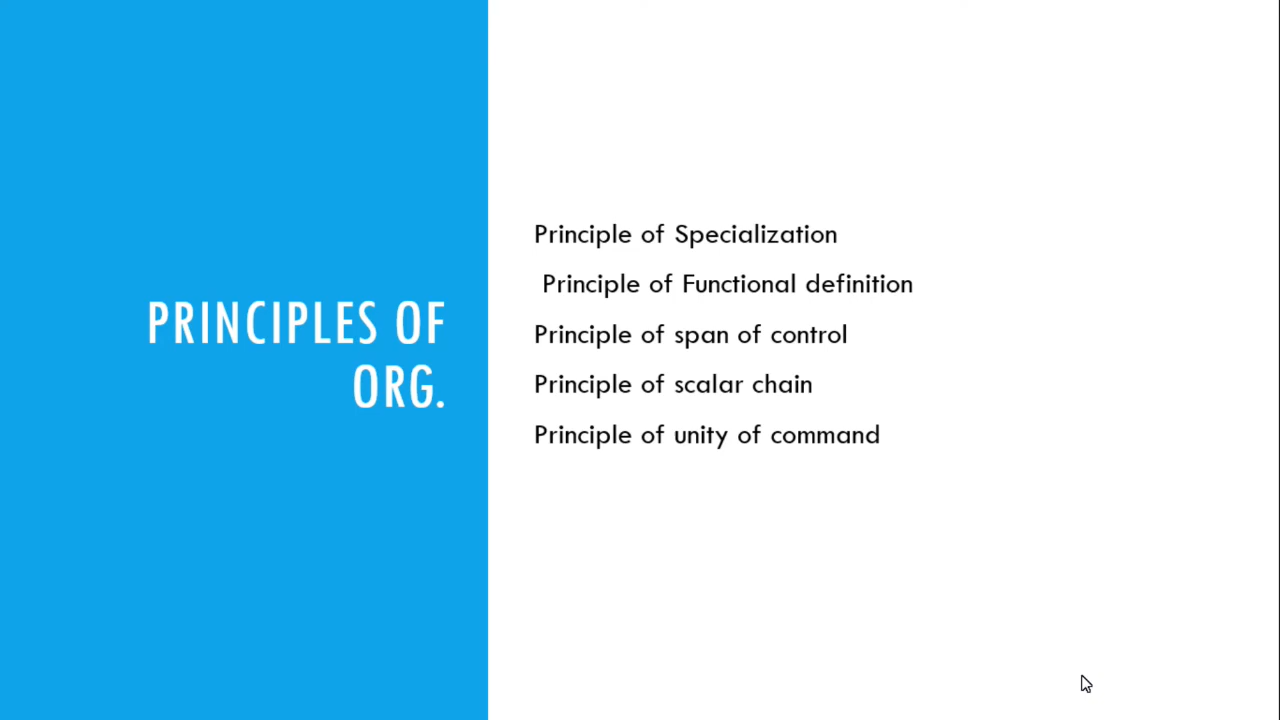 PRINCIPLES OF
ORG.
Principle of Specialization
Principle of Functional definition
Principle of span of control
Principle of scalar chain
Principle of unity of command